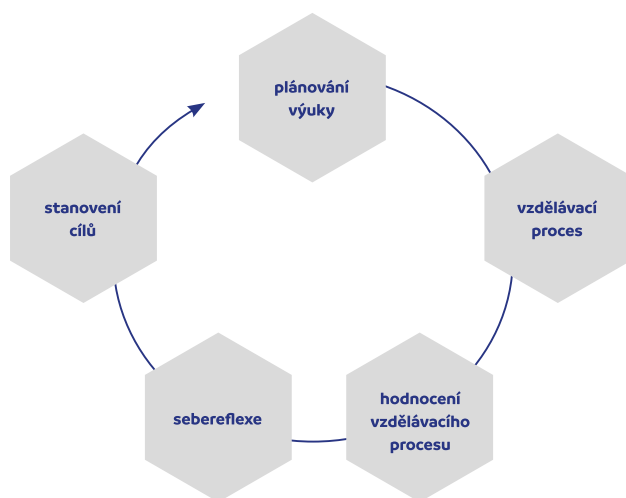 plánování
výuky
vzdělávací
proces
hodnocení
vzdělávacího
procesu
sebereflexe
stanovení
cílů